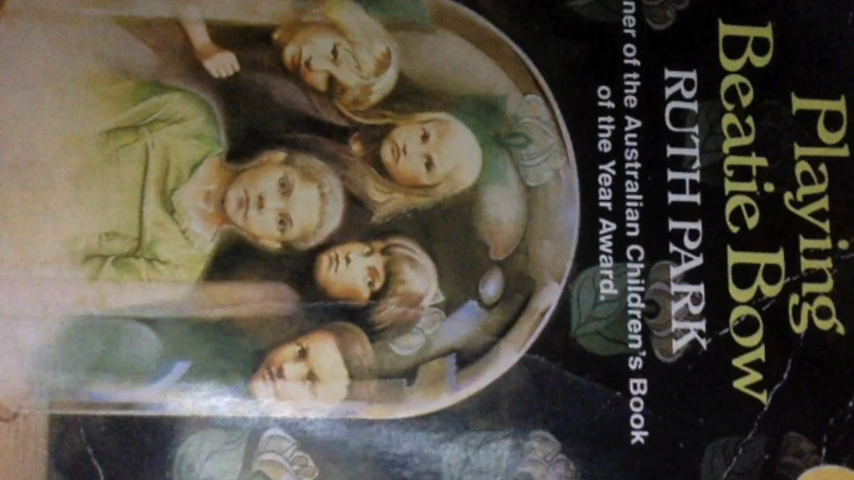 Playing
Beatie Bow
RUTH PARK
ner of the Australian Children's Book
of the Year Award.